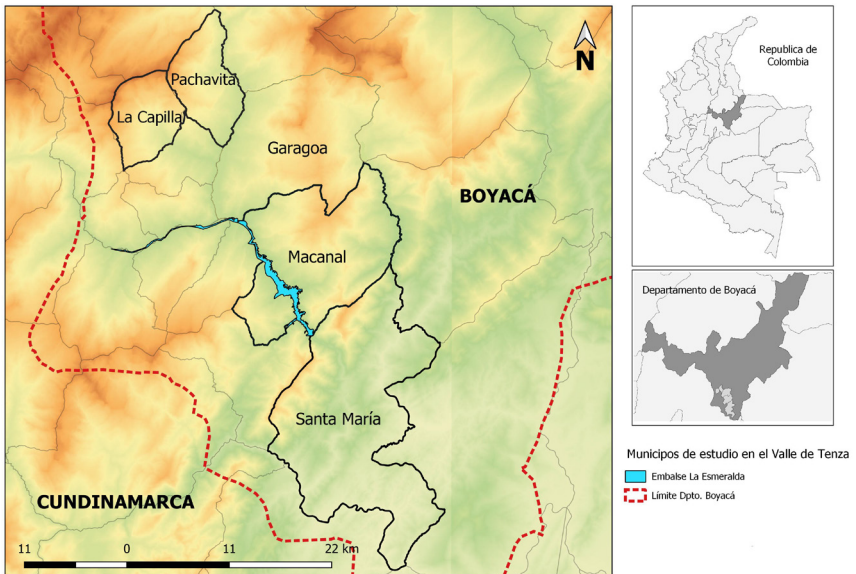 N
Pachavita
La Capilla
Garagoa
BOYACÁ
Macanal
Santa María
CUNDINAMARCA
11 0 11 22 km
Republica de
Colombia
Departamento de Boyacá
Municipos de estudio en el Valle de Tenza
Embalse La Esmeralda
Límite Dpto. Boyacá